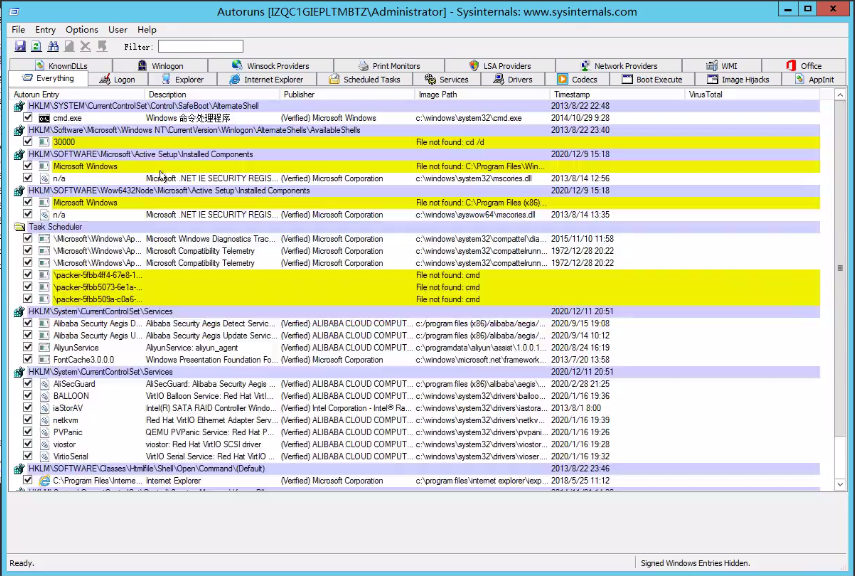 Autoruns [IZQC1GIEPLTMBTZ\Administrator] - Sysinternals: www.sysinternals.com
File Entry Options User Help
Filter:
KnownDLLs Winlogon Winsock Providers Print Monitors LSA Providers Network Providers WMI Office
Everything Logon Explorer Internet Explorer Scheduled Tasks Services Drivers Codecs Boot Execute Image Hijacks AppInit
Autorun Entry Description Publisher Image Path Timestamp VirusTotal
HKLM\SYSTEM\CurrentControlSet\Control\SafeBoot\AlternateShell 2013/8/22 22:48
cmd.exe Windows 命令处理程序 (Verified) Microsoft Windows c:\windows\system32\cmd.exe 2014/10/29 9:28
HKLM\Software\Microsoft\Windows NT\CurrentVersion\Winlogon\AlternateShells\AvailableShells 2013/8/22 23:40
30000 File not found: cd /d
HKLM\SOFTWARE\Microsoft\Active Setup\Installed Components 2020/12/9 15:18
Microsoft Windows File not found: C:\Program Files\Win...
n/a Microsoft .NET IE SECURITY REGIS... (Verified) Microsoft Corporation c:\windows\system32\mscories.dll 2013/8/14 12:56
HKLM\SOFTWARE\Wow6432Node\Microsoft\Active Setup\Installed Components 2020/12/9 15:18
Microsoft Windows File not found: C:\Program Files (x86)...
n/a Microsoft .NET IE SECURITY REGIS... (Verified) Microsoft Corporation c:\windows\syswow64\mscories.dll 2013/8/14 13:35
Task Scheduler
\Microsoft\Windows\Ap... Microsoft Windows Diagnostics Trac... (Verified) Microsoft Corporation c:\windows\system32\compattel\dia... 2015/11/10 11:58
\Microsoft\Windows\Ap... Microsoft Compatibility Telemetry (Verified) Microsoft Corporation c:\windows\system32\compattelrunn... 1972/12/28 20:22
\Microsoft\Windows\Ap... Microsoft Compatibility Telemetry (Verified) Microsoft Corporation c:\windows\system32\compattelrunn... 1972/12/28 20:22
\packer-5fbb4ff4-67e8-1... File not found: cmd
\packer-5fbb5073-6e1a-... File not found: cmd
\packer-5fbb509a-c0a6-... File not found: cmd
HKLM\System\CurrentControlSet\Services 2020/12/11 20:51
Alibaba Security Aegis D... Alibaba Security Aegis Detect Servic... (Verified) ALIBABA CLOUD COMPUT... c:\program files (x86)\alibaba\aegis\... 2020/9/15 19:08
Alibaba Security Aegis U... Alibaba Security Aegis Update Servic... (Verified) ALIBABA CLOUD COMPUT... c:\program files (x86)\alibaba\aegis\... 2020/9/14 10:12
AliyunService AliyunService: aliyun_agent (Verified) ALIBABA CLOUD COMPUT... c:\programdata\aliyun\assist\1.0.0.1... 2020/8/24 16:25
FontCache3.0.0.0 Windows Presentation Foundation Fo... (Verified) Microsoft Corporation c:\windows\microsoft.net\framework... 2013/7/20 13:58
HKLM\System\CurrentControlSet\Services 2020/12/11 20:51
AliSecGuard AliSecGuard: Alibaba Security Aegis ... (Verified) ALIBABA CLOUD COMPUT... c:\program files (x86)\alibaba\aegis\... 2020/2/28 21:25
BALLOON VirtIO Balloon Service: Red Hat VirtI... (Verified) ALIBABA CLOUD COMPUT... c:\windows\system32\drivers\balloo... 2020/1/16 19:36
iaStorAV Intel(R) SATA RAID Controller Windo... (Verified) Intel Corporation - Intel® Ra... c:\windows\system32\drivers\iastora... 2013/8/1 8:00
netkvm Red Hat VirtIO Ethernet Adapter Serv... (Verified) ALIBABA CLOUD COMPUT... c:\windows\system32\drivers\netkv... 2020/1/16 19:39
PVPanic QEMU PVPanic Service: Red Hat Virt... (Verified) ALIBABA CLOUD COMPUT... c:\windows\system32\drivers\pvpani... 2020/1/16 19:26
viostor viostor: Red Hat VirtIO SCSI driver (Verified) ALIBABA CLOUD COMPUT... c:\windows\system32\drivers\viostor... 2020/1/16 19:28
VirtioSerial VirtIO Serial Service: Red Hat VirtIO ... (Verified) ALIBABA CLOUD COMPUT... c:\windows\system32\drivers\vioser... 2020/1/16 19:32
HKLM\SOFTWARE\Classes\Htmlfile\Shell\Open\Command\(Default) 2013/8/22 23:46
C:\Program Files\Interne... Internet Explorer (Verified) Microsoft Corporation c:\program files\internet explorer\iexp... 2018/5/25 11:12
Ready. Signed Windows Entries Hidden.